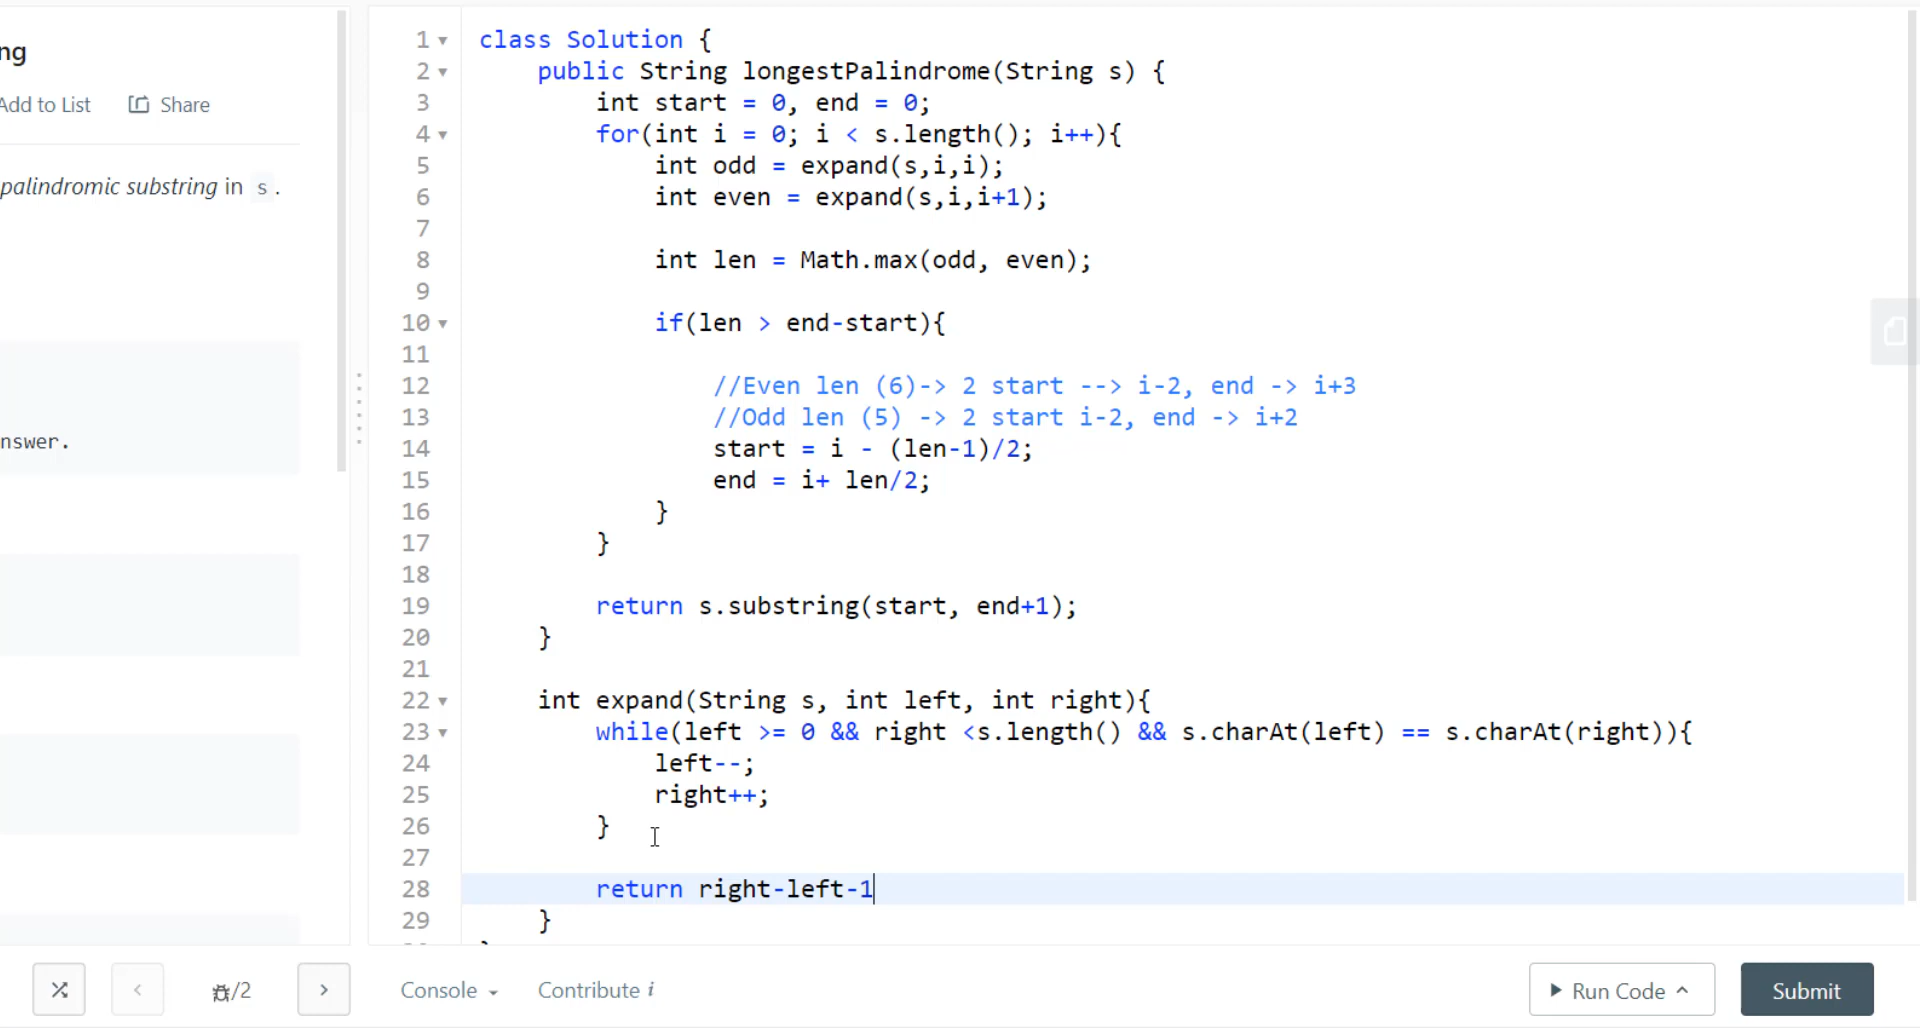 ng
Add to List Share
palindromic substring in s .
nswer.
1 class Solution {
2 public String longestPalindrome(String s) {
3 int start = 0, end = 0;
4 for(int i = 0; i < s.length(); i++){
5 int odd = expand(s,i,i);
6 int even = expand(s,i,i+1);
7
8 int len = Math.max(odd, even);
9
10 if(len > end-start){
11
12 //Even len (6)-> 2 start --> i-2, end -> i+3
13 //Odd len (5) -> 2 start i-2, end -> i+2
14 start = i - (len-1)/2;
15 end = i+ len/2;
16 }
17 }
18
19 return s.substring(start, end+1);
20 }
21
22 int expand(String s, int left, int right){
23 while(left >= 0 && right <s.length() && s.charAt(left) == s.charAt(right)){
24 left--;
25 right++;
26 }
27
28 return right-left-1
29 }
/2 Console Contribute i Run Code Submit